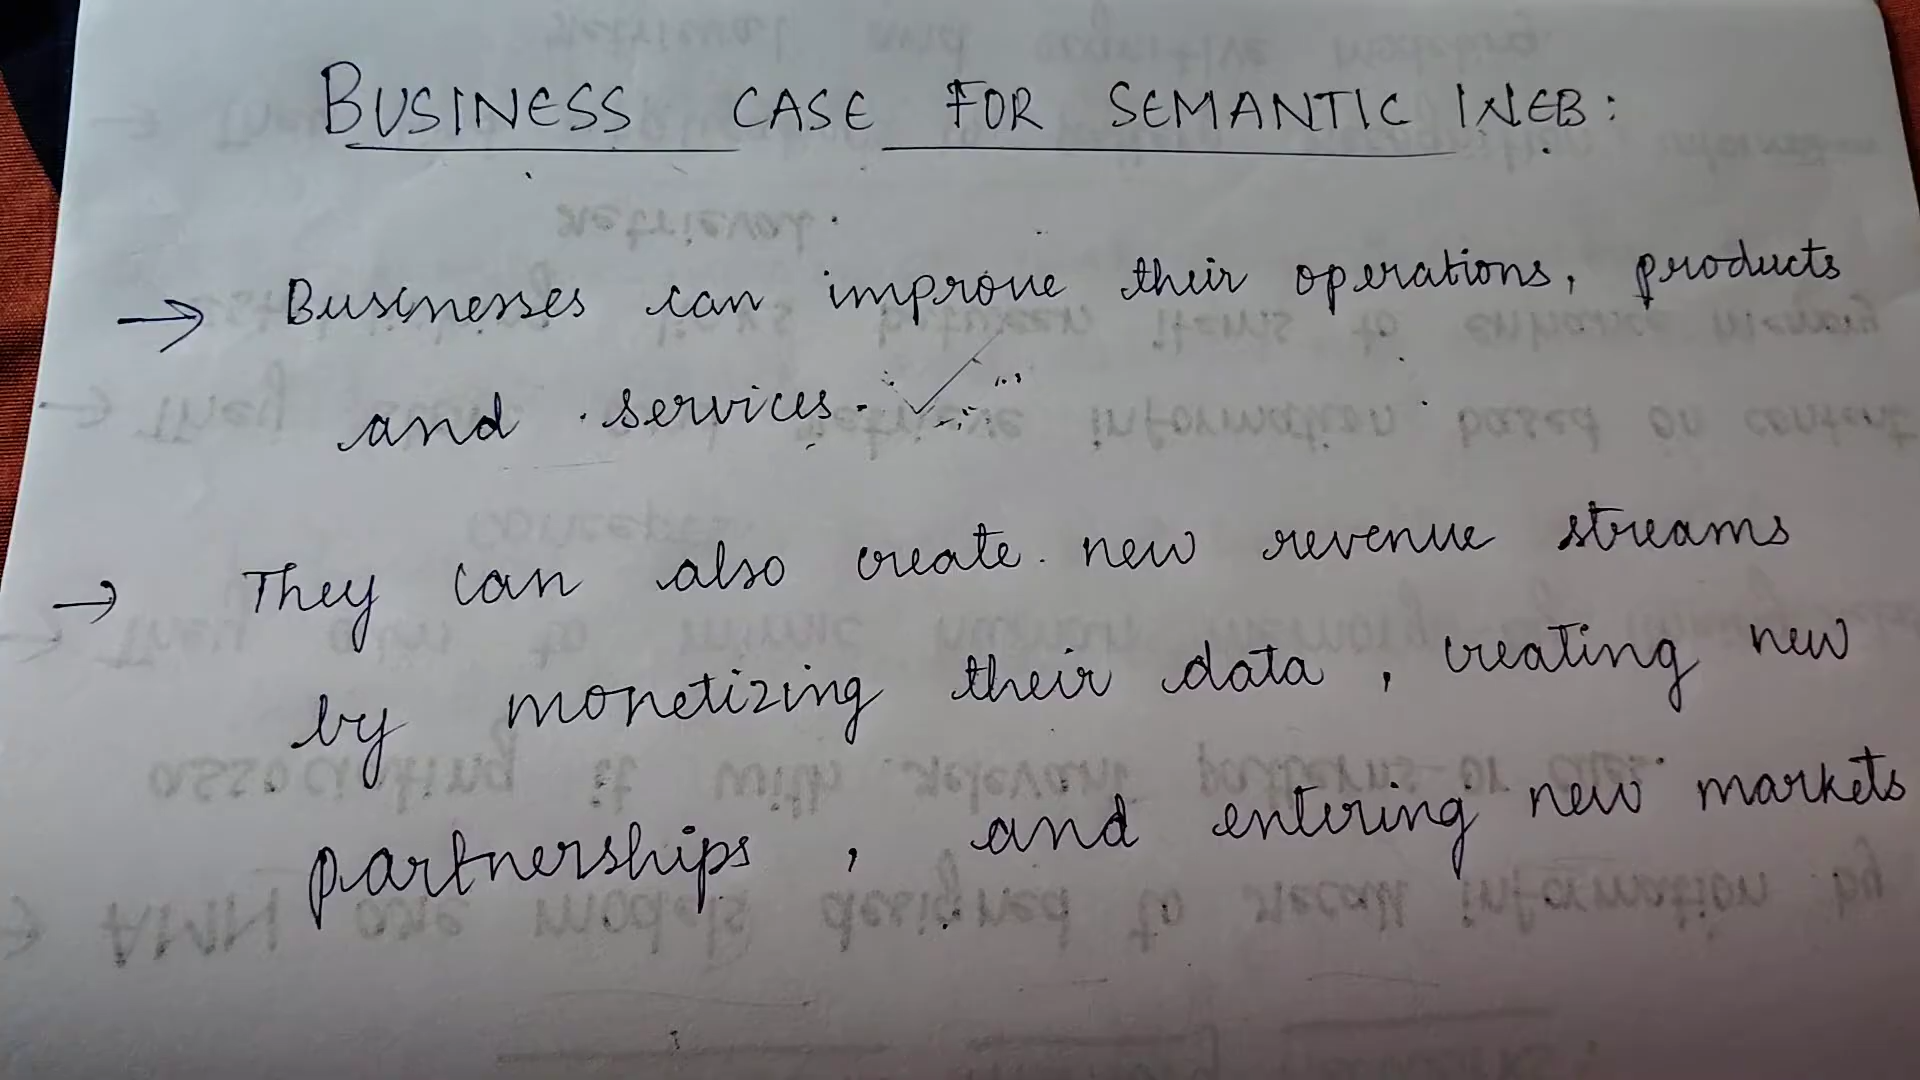 BUSINESS CASE FOR SEMANTIC WEB:
→ Businesses can improve their operations, products
and services.
→ They can also create new revenue streams
by monetizing their data, creating new
partnerships, and entering new markets